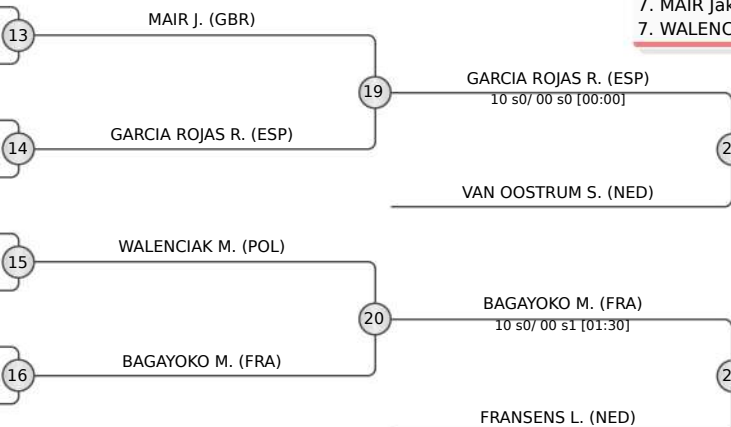 7. MAIR
7. 
MAIR J. (GBR)
13
GARCIA ROJAS R. (ESP)
10 s0/ 00 s0 [00:00]
19
GARCIA ROJAS R. (ESP)
14
VAN OOSTRUM S. (NED)
WALENCIAK M. (POL)
15
BAGAYOKO M. (FRA)
10 s0/ 00 s1 [01:30]
20
BAGAYOKO M. (FRA)
16
FRANSENS L. (NED)